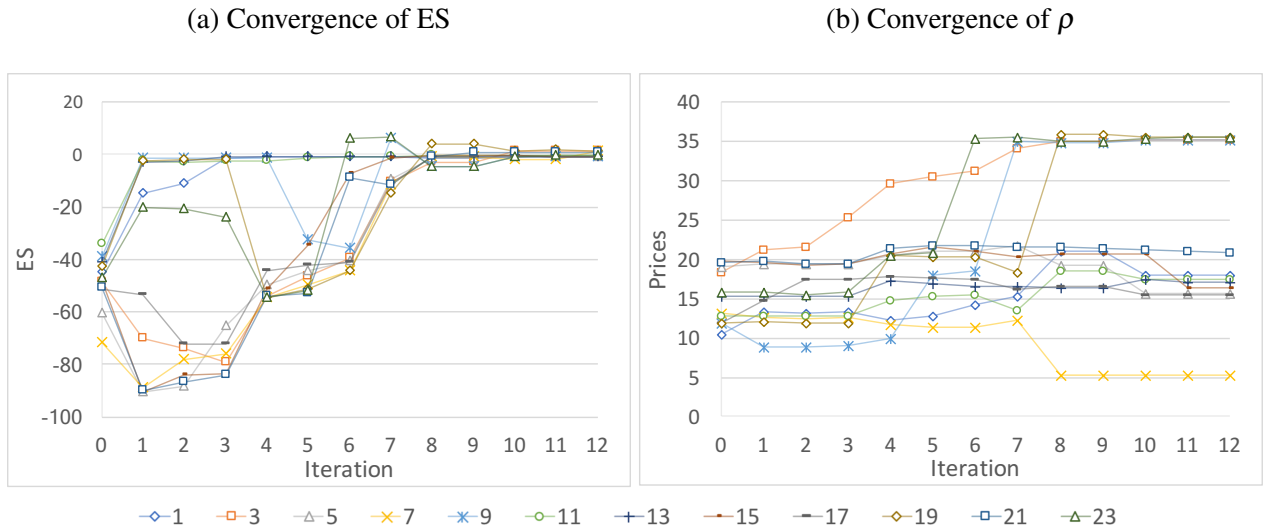 (a) Convergence of ES
(b) Convergence of ρ
20
0
-20
-40
-60
-80
-100
ES
0 1 2 3 4 5 6 7 8 9 10 11 12
Iteration
40
35
30
25
20
15
10
5
0
Prices
0 1 2 3 4 5 6 7 8 9 10 11 12
Iteration
1 3 5 7 9 11 13 15 17 19 21 23